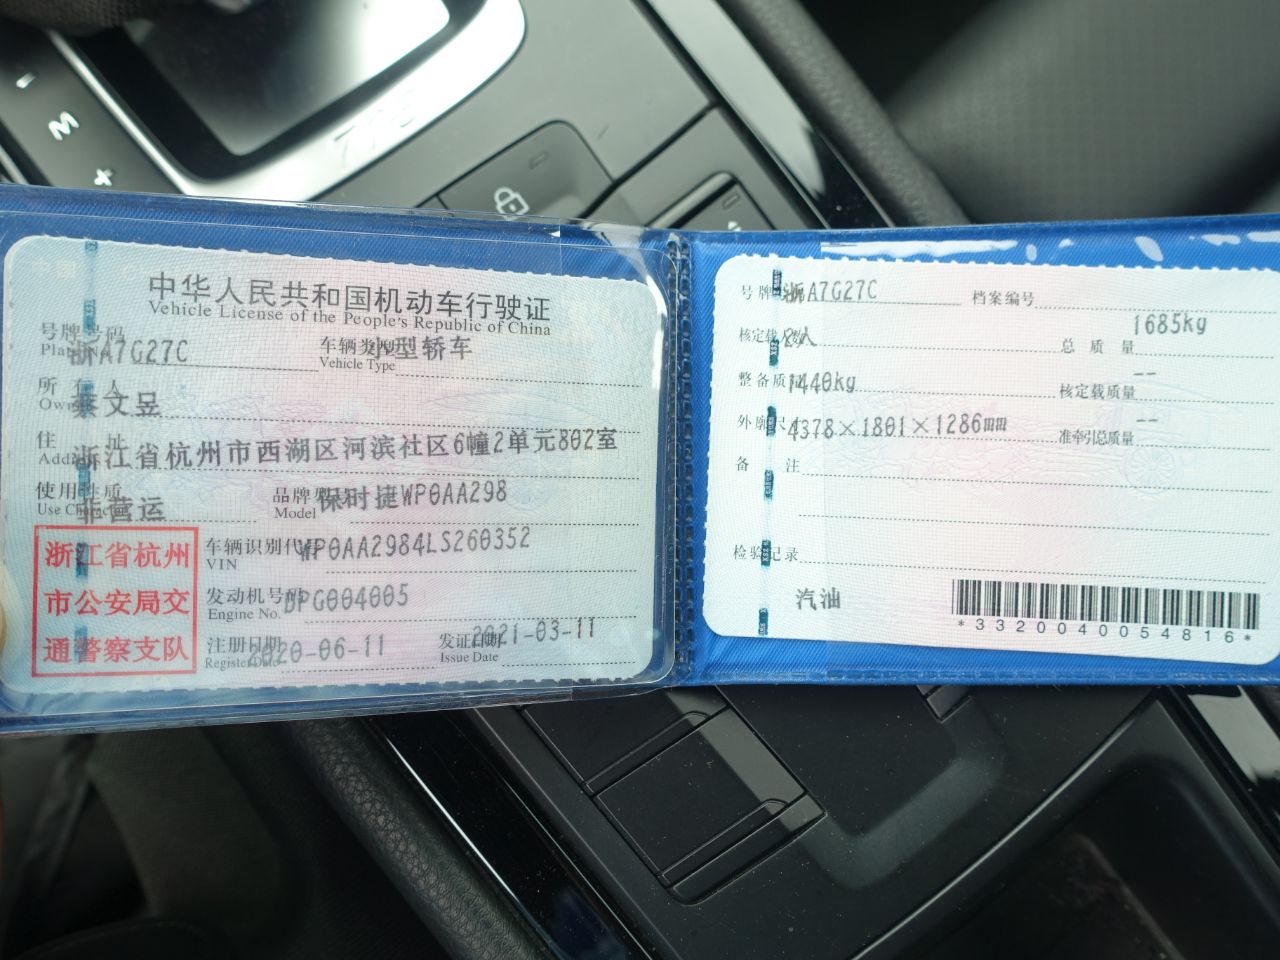 M
+
中华人民共和国机动车行驶证
Vehicle License of the People's Republic of China
号牌号码 浙A7G27C 车辆类型 小型轿车
Plate No. Vehicle Type
所有人 蔡文昱
Owner
住址 浙江省杭州市西湖区河滨社区6幢2单元802室
Address
使用性质 非营运 品牌型号 保时捷WP0AA298
Use Character Model
浙江省杭州
市公安局交
通警察支队
车辆识别代号 WP0AA2984LS260352
VIN
发动机号码 DPG004005
Engine No.
注册日期 2020-06-11 发证日期 2021-03-11
Register Date Issue Date
号牌号码 浙A7G27C 档案编号
核定载人数 2人 总质量 1685kg
整备质量 1440kg 核定载质量 --
外廓尺寸 4378×1801×1286mm 准牵引总质量 --
备注
检验记录
汽油
*3320040054816*